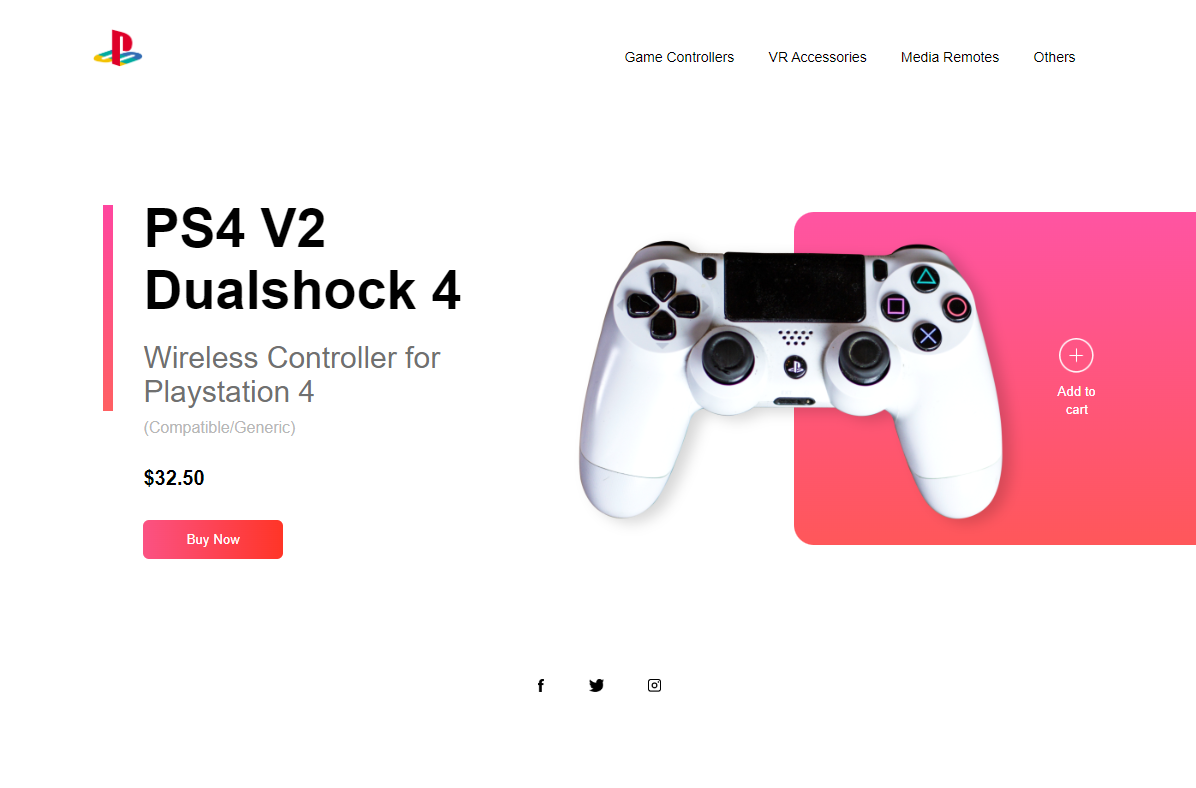 Game Controllers VR Accessories Media Remotes Others
PS4 V2
Dualshock 4
Wireless Controller for
Playstation 4
(Compatible/Generic)
$32.50
Buy Now
Add to
cart